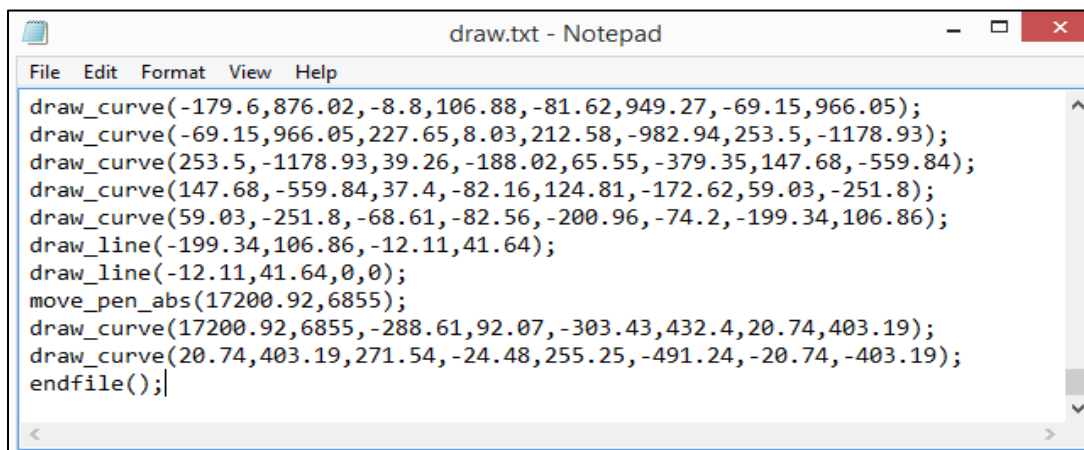 draw.txt - Notepad
File Edit Format View Help
draw_curve(-179.6,876.02,-8.8,106.88,-81.62,949.27,-69.15,966.05);
draw_curve(-69.15,966.05,227.65,8.03,212.58,-982.94,253.5,-1178.93);
draw_curve(253.5,-1178.93,39.26,-188.02,65.55,-379.35,147.68,-559.84);
draw_curve(147.68,-559.84,37.4,-82.16,124.81,-172.62,59.03,-251.8);
draw_curve(59.03,-251.8,-68.61,-82.56,-200.96,-74.2,-199.34,106.86);
draw_line(-199.34,106.86,-12.11,41.64);
draw_line(-12.11,41.64,0,0);
move_pen_abs(17200.92,6855);
draw_curve(17200.92,6855,-288.61,92.07,-303.43,432.4,20.74,403.19);
draw_curve(20.74,403.19,271.54,-24.48,255.25,-491.24,-20.74,-403.19);
endfile();